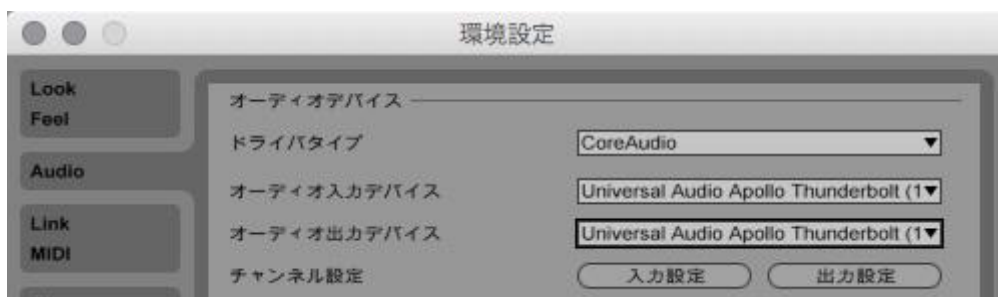 環境設定
Look
Feel
Audio
Link
MIDI
オーディオデバイス
ドライバタイプ CoreAudio
オーディオ入力デバイス Universal Audio Apollo Thunderbolt (1
オーディオ出力デバイス Universal Audio Apollo Thunderbolt (1
チャンネル設定 入力設定 出力設定